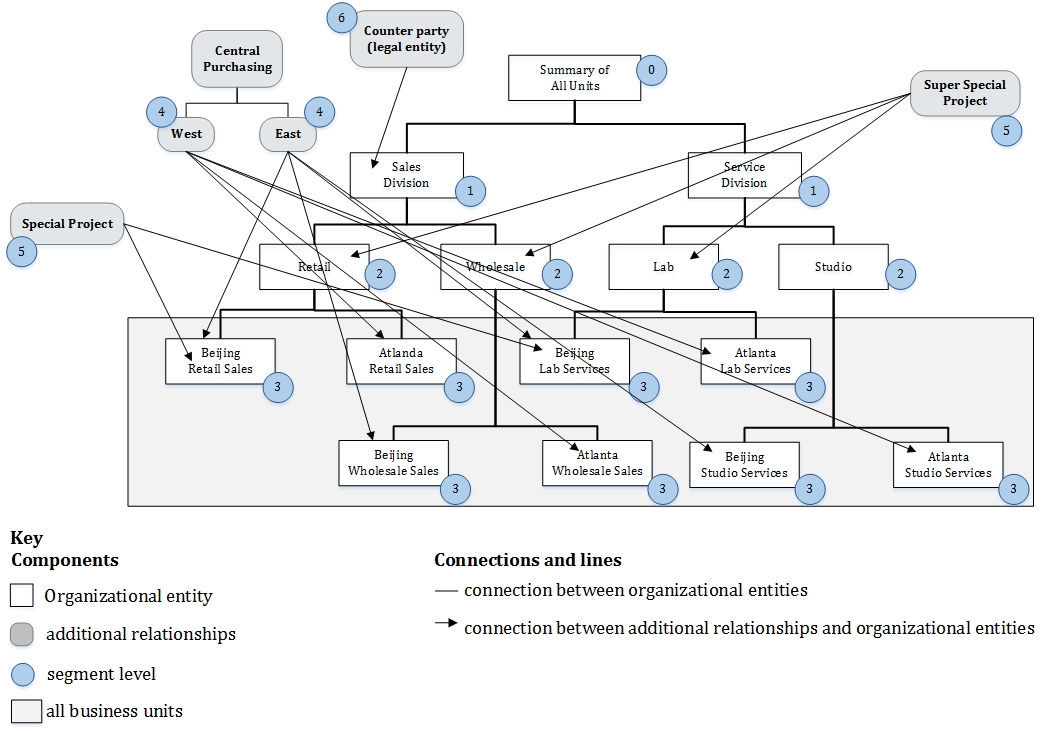 6
Counter party
(legal entity)
Central
Purchasing
Summary of
All Units
0
Super Special
Project
5
4
West
4
East
Sales
Division
1
Service
Division
1
Special Project
5
Retail
2
Wholesale
2
Lab
2
Studio
2
Beijing
Retail Sales
3
Atlanda
Retail Sales
3
Beijing
Lab Services
3
Atlanta
Lab Services
3
Beijing
Wholesale Sales
3
Atlanta
Wholesale Sales
3
Beijing
Studio Services
3
Atlanta
Studio Services
3
Key
Components
Organizational entity
additional relationships
segment level
all business units
Connections and lines
connection between organizational entities
connection between additional relationships and organizational entities